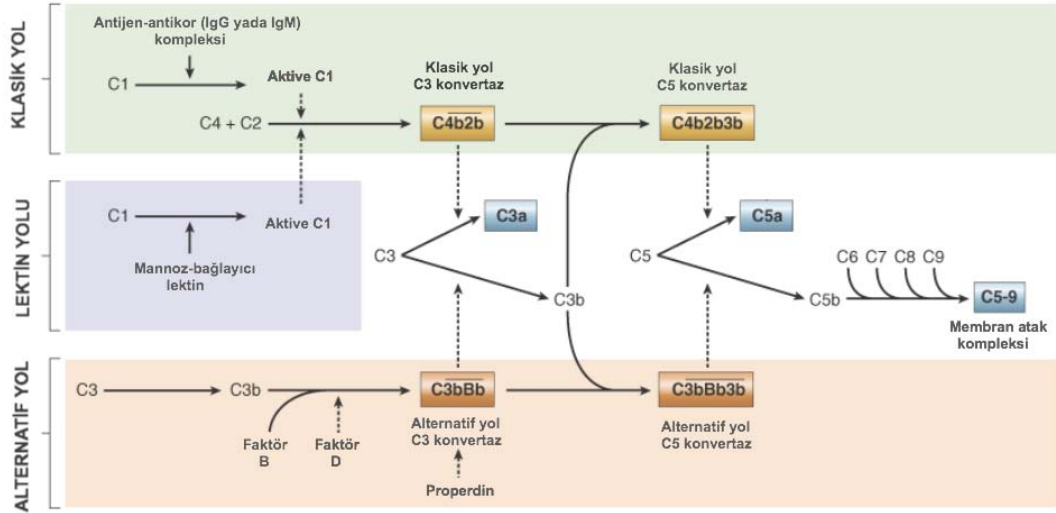 KLASİK YOL
Antijen-antikor (IgG yada IgM)
kompleksi
C1
Aktive C1
C4 + C2
Klasik yol
C3 konvertaz
C4b2b
Klasik yol
C5 konvertaz
C4b2b3b
LEKTİN YOLU
C1
Aktive C1
Mannoz-bağlayıcı
lektin
C3
C3a
C3b
C5
C5a
C5b
C6
C7
C8
C9
C5-9
Membran atak
kompleksi
ALTERNATİF YOL
C3
C3b
Faktör
B
Faktör
D
C3bBb
Alternatif yol
C3 konvertaz
Properdin
C3bBb3b
Alternatif yol
C5 konvertaz